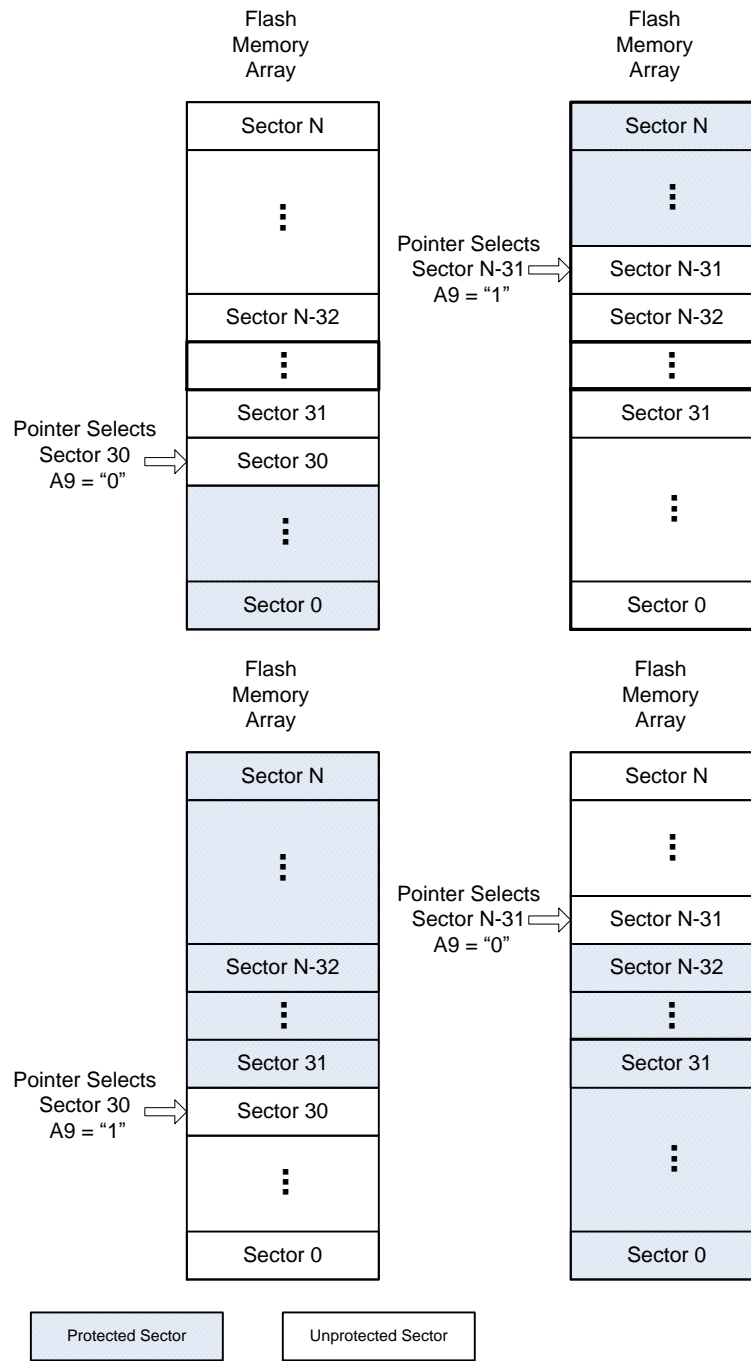 Flash
Memory
Array
Sector N
⋮
Sector N-32
⋮
Sector 31
Pointer Selects
Sector 30
A9 = “0”
Sector 30
⋮
Sector 0
Flash
Memory
Array
Sector N
⋮
Pointer Selects
Sector N-31
A9 = “1”
Sector N-31
Sector N-32
⋮
Sector 31
⋮
Sector 0
Flash
Memory
Array
Sector N
⋮
Sector N-32
⋮
Sector 31
Pointer Selects
Sector 30
A9 = “1”
Sector 30
⋮
Sector 0
Flash
Memory
Array
Sector N
⋮
Pointer Selects
Sector N-31
A9 = “0”
Sector N-31
Sector N-32
⋮
Sector 31
⋮
Sector 0
Protected Sector
Unprotected Sector